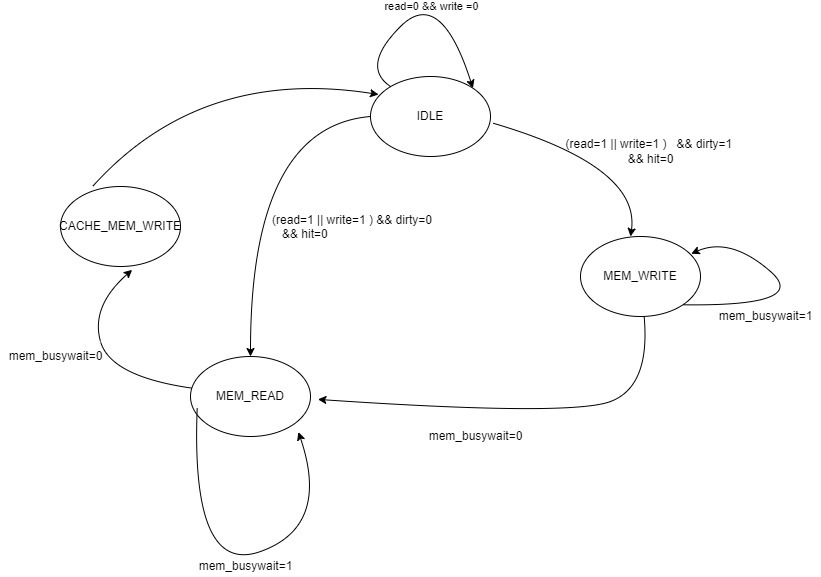 read=0 && write =0
IDLE
(read=1 || write=1 ) && dirty=1
&& hit=0
(read=1 || write=1 ) && dirty=0
&& hit=0
CACHE_MEM_WRITE
MEM_WRITE
mem_busywait=1
mem_busywait=0
MEM_READ
mem_busywait=0
mem_busywait=1